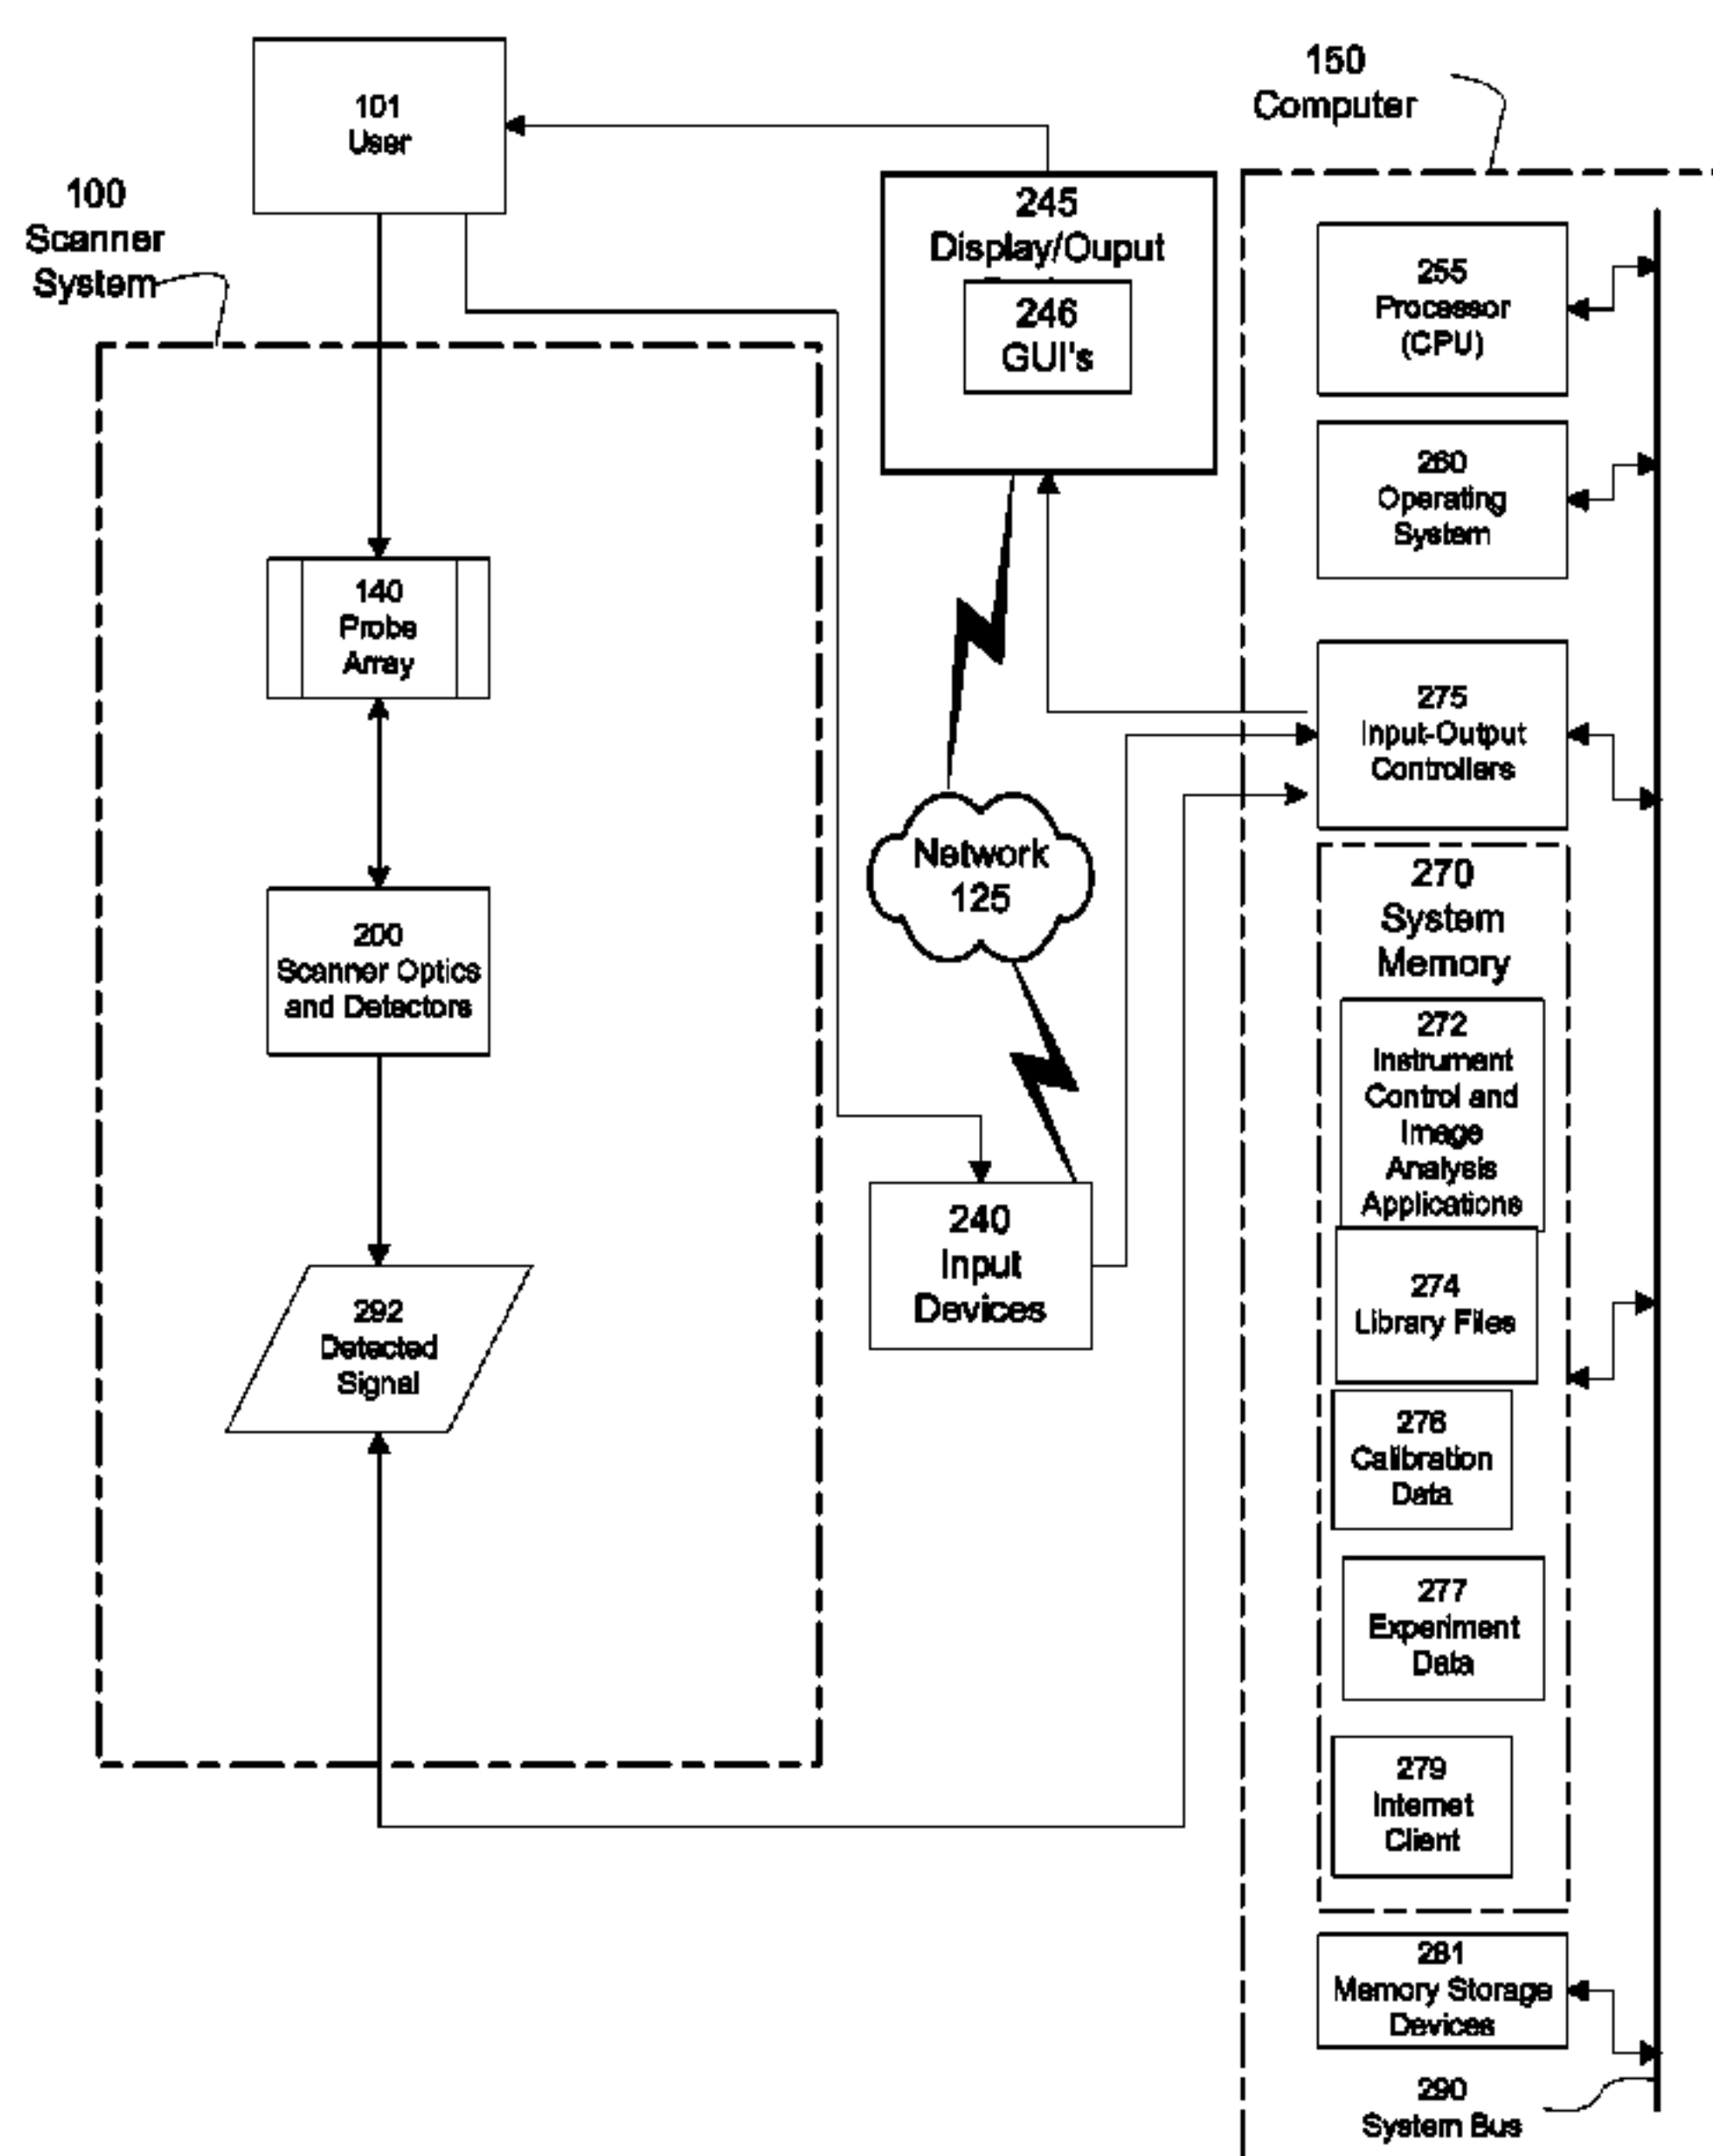 150
Computer
101
User
100
Scanner
System
245
Display/Ouput
246
GUI's
255
Processor
(CPU)
260
Operating
System
140
Probe
Array
275
Input-Output
Controllers
Network
125
200
Scanner Optics
and Detectors
270
System
Memory
272
Instrument
Control and
Image
Analysis
Applications
240
Input
Devices
292
Detected
Signal
274
Library Files
276
Calibration
Data
277
Experiment
Data
279
Internet
Client
281
Memory Storage
Devices
290
System Bus